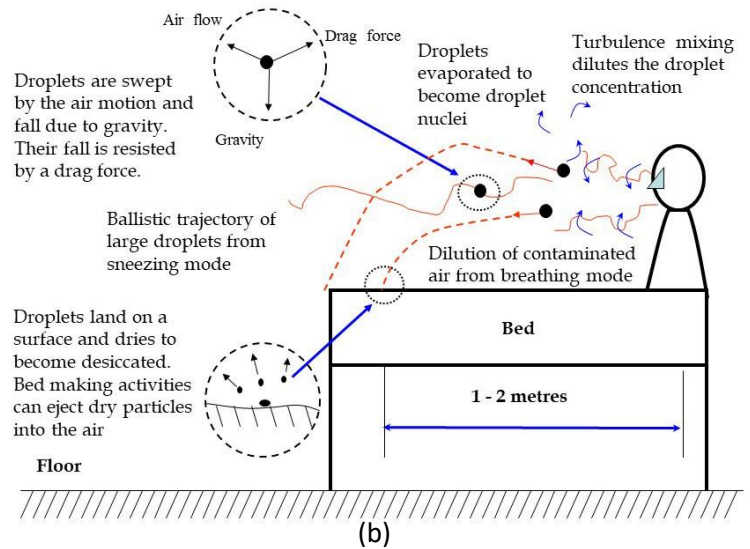 Air flow
Drag force
Gravity
Droplets are swept
by the air motion and
fall due to gravity.
Their fall is resisted
by a drag force.
Droplets
evaporated to
become droplet
nuclei
Turbulence mixing
dilutes the droplet
concentration
Ballistic trajectory of
large droplets from
sneezing mode
Dilution of contaminated
air from breathing mode
Droplets land on a
surface and dries to
become desiccated.
Bed making activities
can eject dry particles
into the air
Bed
1 - 2 metres
Floor
(b)